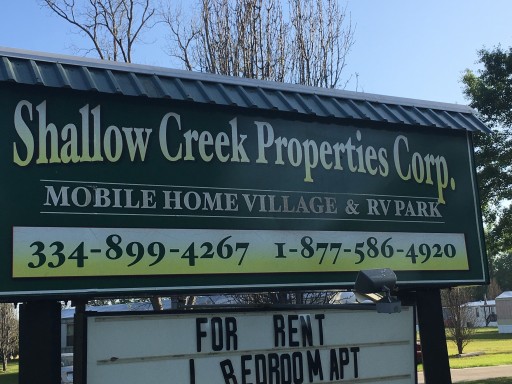 Shallow Creek Properties Corp.
MOBILE HOME VILLAGE & RV PARK
334-899-4267 1-877-586-4920
FOR RENT
1 BEDROOM APT